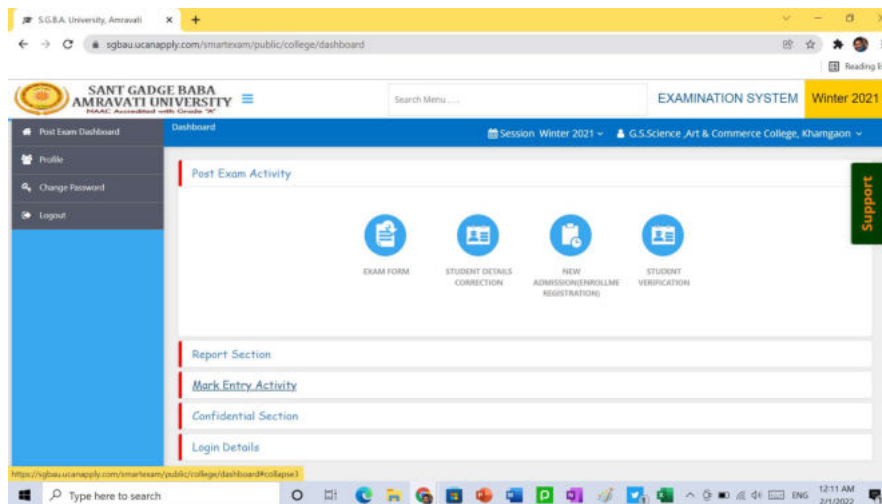 S.G.B.A. University, Amravati
sgbau.ucanapply.com/smartexam/public/college/dashboard
Reading li
SANT GADGE BABA
AMRAVATI UNIVERSITY
NAAC Accredited with Grade "A"
Search Menu.....
EXAMINATION SYSTEM
Winter 2021
Post Exam Dashboard
Dashboard
Session Winter 2021
G.S.Science ,Art & Commerce College, Khamgaon
Profile
Change Password
Logout
Post Exam Activity
Support
EXAM FORM
STUDENT DETAILS
CORRECTION
NEW
ADMISSION(ENROLLME
REGISTRATION)
STUDENT
VERIFICATION
Report Section
Mark Entry Activity
Confidential Section
Login Details
https://sgbau.ucanapply.com/smartexam/public/college/dashboard#collapse3
Type here to search
ENG
12:11 AM
2/1/2022